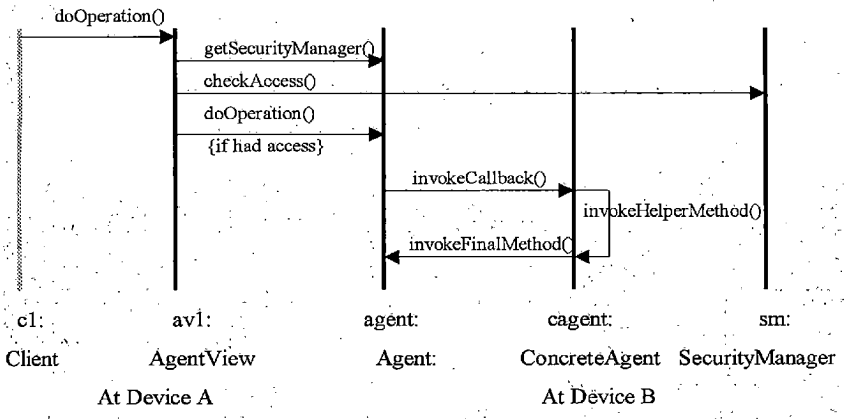 doOperation()
getSecurityManager()
checkAccess()
doOperation()
{if had access}
invokeCallback()
invokeHelperMethod()
invokeFinalMethod()
c1: av1: agent: cagent: sm:
Client AgentView Agent: ConcreteAgent SecurityManager
At Device A At Device B